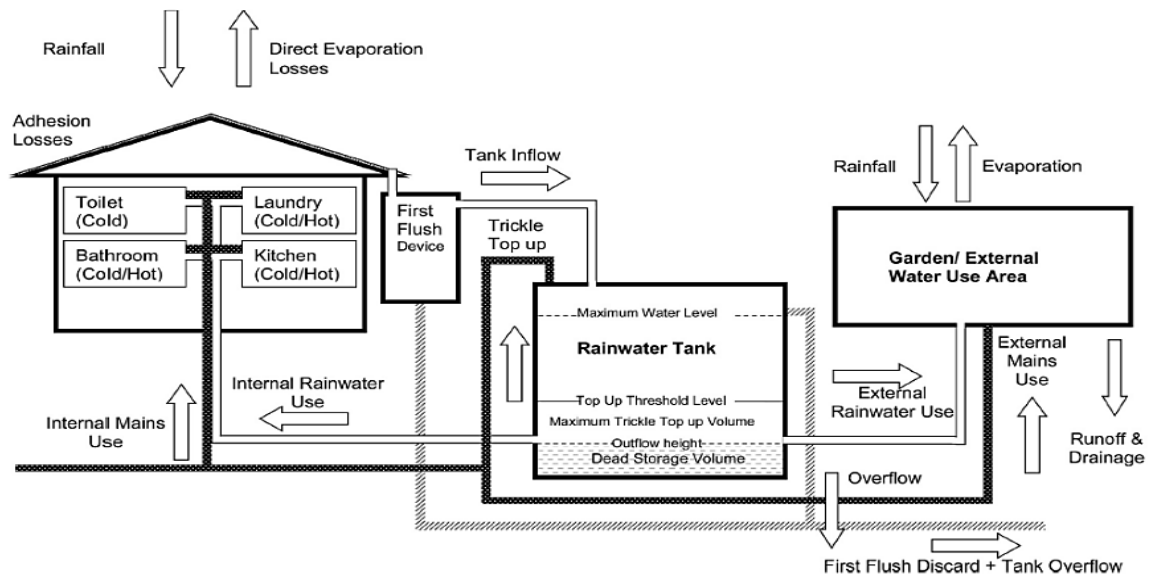 Rainfall
Direct Evaporation
Losses
Adhesion
Losses
Tank Inflow
Rainfall
Evaporation
Toilet
(Cold)
Laundry
(Cold/Hot)
First
Flush
Device
Trickle
Top up
Bathroom
(Cold/Hot)
Kitchen
(Cold/Hot)
Garden/ External
Water Use Area
Maximum Water Level
Rainwater Tank
External
Mains
Use
Internal Rainwater
Use
Top Up Threshold Level
External
Rainwater Use
Internal Mains
Use
Maximum Trickle Top up Volume
Outflow height
Dead Storage Volume
Runoff &
Drainage
Overflow
First Flush Discard + Tank Overflow